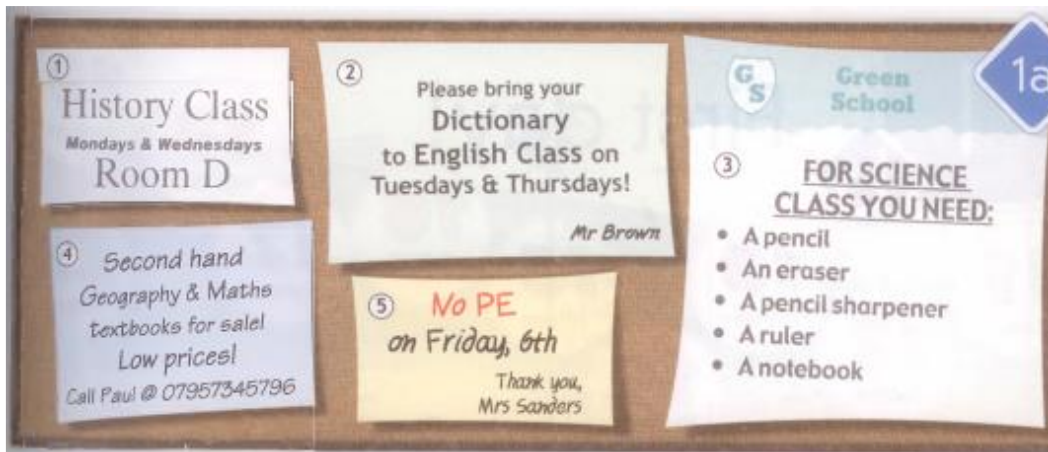 1
History Class
Mondays & Wednesdays
Room D
2
Please bring your
Dictionary
to English Class on
Tuesdays & Thursdays!
Mr Brown
GS
Green
School
1a
3
FOR SCIENCE
CLASS YOU NEED:
• A pencil
• An eraser
• A pencil sharpener
• A ruler
• A notebook
4
Second hand
Geography & Maths
textbooks for sale!
Low prices!
Call Paul @ 07957345796
5
No PE
on Friday, 6th
Thank you,
Mrs Sanders